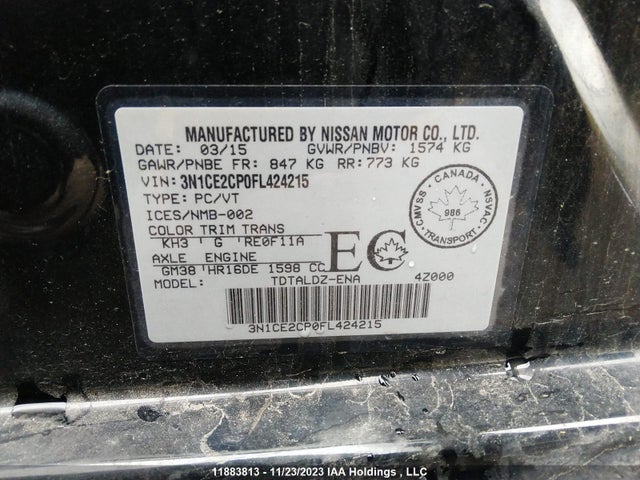 MANUFACTURED BY NISSAN MOTOR CO., LTD.
DATE: 03/15 GVWR/PNBV: 1574 KG
GAWR/PNBE FR: 847 KG RR: 773 KG
VIN: 3N1CE2CP0FL424215
TYPE: PC/VT
ICES/NMB-002
COLOR TRIM TRANS
KH3 ' G 'RE0F11A
AXLE ENGINE
GM38 'HR16DE 1598 CC
MODEL: TDTALDZ-ENA 4Z000
EC
CANADA
CMVSS
986
NSVAC
TRANSPORT
3N1CE2CP0FL424215
11883813 - 11/23/2023 IAA Holdings , LLC